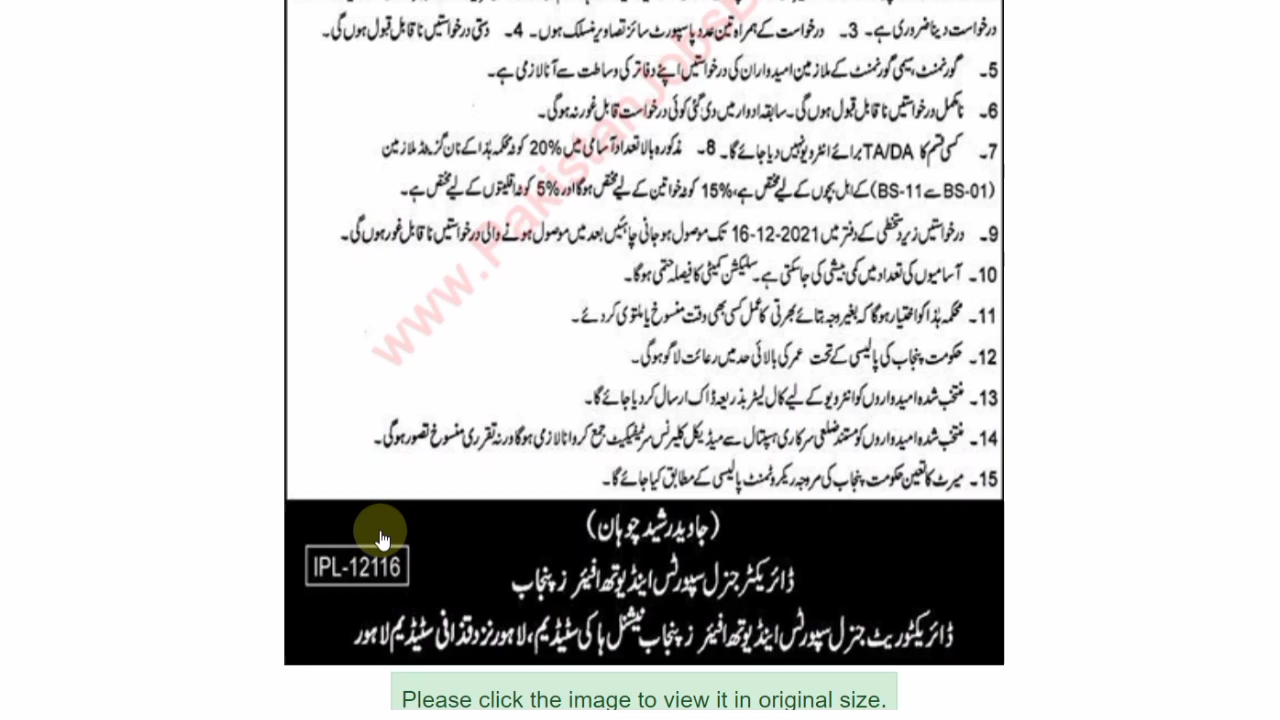 درخواست دینا ضروری ہے۔ 3۔ درخواست کے ہمراہ تین عدد پاسپورٹ سائز تصاویر منسلک ہوں۔ 4۔ دستی درخواستیں ناقابل قبول ہوں گی۔
5۔ گورنمنٹ، سیمی گورنمنٹ کے ملازمین امیدواران کی درخواستیں اپنے دفاتر کی وساطت سے آنا لازمی ہے۔
6۔ نامکمل درخواستیں ناقابل قبول ہوں گی۔ سابقہ ادوار میں دی گئی کوئی درخواست قابل غور نہ ہوگی۔
7۔ کسی قسم کا TA/DA برائے انٹرویو نہیں دیا جائے گا۔ 8۔ مذکورہ بالا تعداد آسامی میں 20% کوٹہ محکمہ ہذا کے نان گزیٹڈ ملازمین
(BS-01 سے BS-11) کے اہل بچوں کے لیے مختص ہے، 15% کوٹہ خواتین کے لیے مختص ہوگا اور 5% کوٹہ اقلیتوں کے لیے مختص ہے۔
9۔ درخواستیں زیر دستخطی کے دفتر میں 16-12-2021 تک موصول ہو جانی چاہئیں بعد میں موصول ہونے والی درخواستیں ناقابل غور ہوں گی۔
10۔ آسامیوں کی تعداد میں کمی بیشی کی جاسکتی ہے۔ سلیکشن کمیٹی کا فیصلہ حتمی ہوگا۔
11۔ محکمہ ہذا کو اختیار ہوگا کہ بغیر وجہ بتائے بھرتی کا عمل کسی بھی وقت منسوخ یا ملتوی کر دئے۔
12۔ حکومت پنجاب کی پالیسی کے تحت عمر کی بالائی حد میں رعائت لاگو ہوگی۔
13۔ منتخب شدہ امیدواروں کو انٹرویو کے لیے کال لیٹر بذریعہ ڈاک ارسال کر دیا جائے گا۔
14۔ منتخب شدہ امیدواروں کو مستند ضلعی سرکاری ہسپتال سے میڈیکل کلیرنس سرٹیفکیٹ جمع کروانا لازمی ہوگا ورنہ تقرری منسوخ تصور ہوگی۔
15۔ میرٹ کا تعین حکومت پنجاب کی مروجہ ریکروٹمنٹ پالیسی کے مطابق کیا جائے گا۔
www.PakistanJobsB
(جاوید رشید چوہان)
IPL-12116
ڈائریکٹر جنرل سپورٹس اینڈ یوتھ افیئرز پنجاب
ڈائریکٹوریٹ جنرل سپورٹس اینڈ یوتھ افیئرز پنجاب نیشنل ہاکی سٹیڈیم، لاہور نزد قذافی سٹیڈیم لاہور
Please click the image to view it in original size.